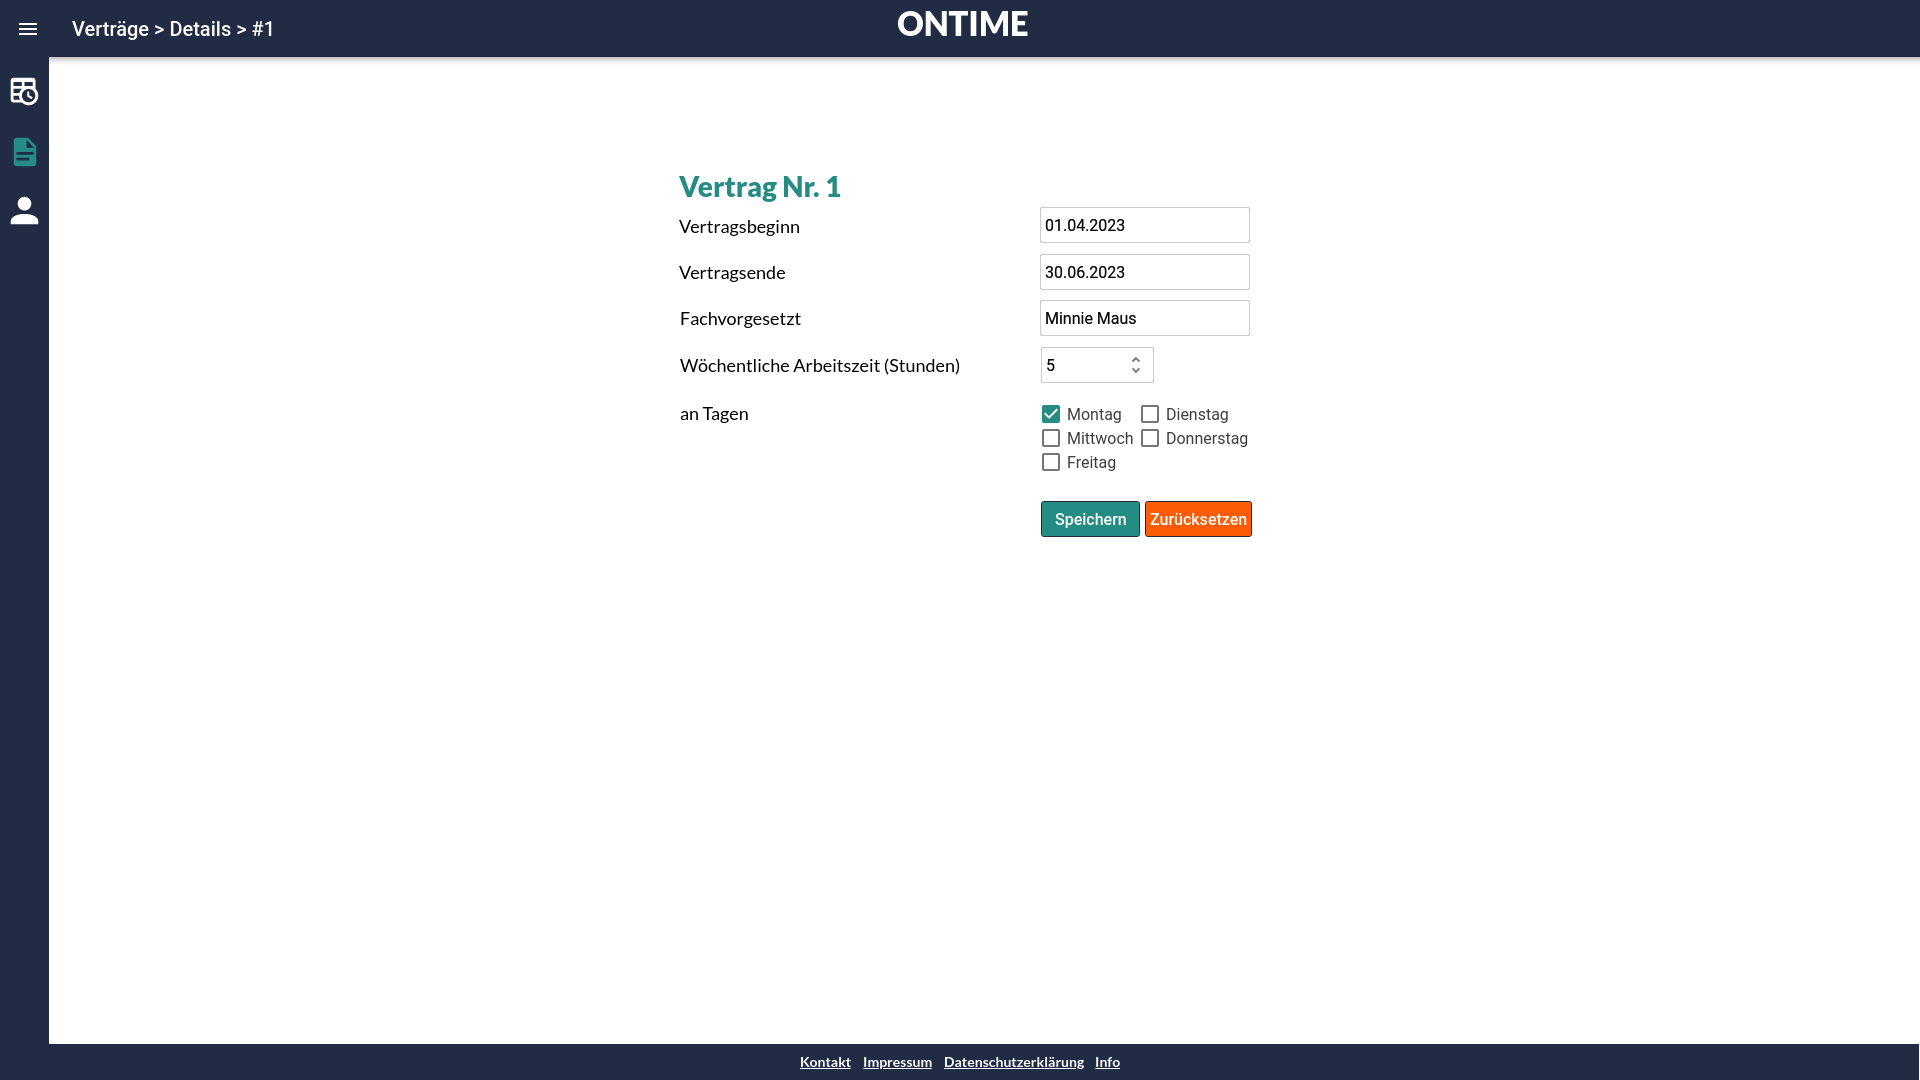 Verträge > Details > #1
ONTIME
Vertrag Nr. 1
Vertragsbeginn 01.04.2023
Vertragsende 30.06.2023
Fachvorgesetzt Minnie Maus
Wöchentliche Arbeitszeit (Stunden) 5
an Tagen Montag Dienstag
Mittwoch Donnerstag
Freitag
Speichern Zurücksetzen
Kontakt Impressum Datenschutzerklärung Info